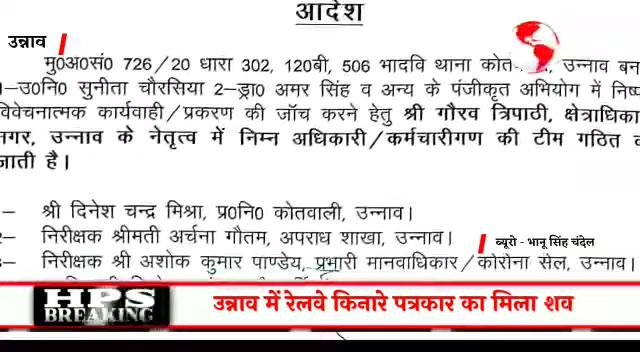 आदेश
उन्नाव
मु0अ0सं0 726/20 धारा 302, 120बी, 506 भादवि थाना उन्नाव
1-उ0नि0 सुनीता चौरसिया 2-ड्रा0 अमर सिंह व अन्य के पंजीकृत अभियोग में
विवेचनात्मक कार्यवाही/प्रकरण की जॉच करने हेतु श्री गौरव त्रिपाठी,
नगर, उन्नाव के नेतृत्व में निम्न अधिकारी/कर्मचारीगण की टीम गठित
जाती है।
श्री दिनेश चन्द्र मिश्रा, प्र0नि0 कोतवाली, उन्नाव।
निरीक्षक श्रीमती अर्चना गौतम, अपराध शाखा, उन्नाव।
ब्यूरो - भानू सिंह चंदेल
निरीक्षक श्री अशोक कुमार पाण्डेय, प्रभारी मानवाधिकार/कोरोना सेल, उन्नाव।
HPS BREAKING
उन्नाव में रेलवे किनारे पत्रकार का मिला शव